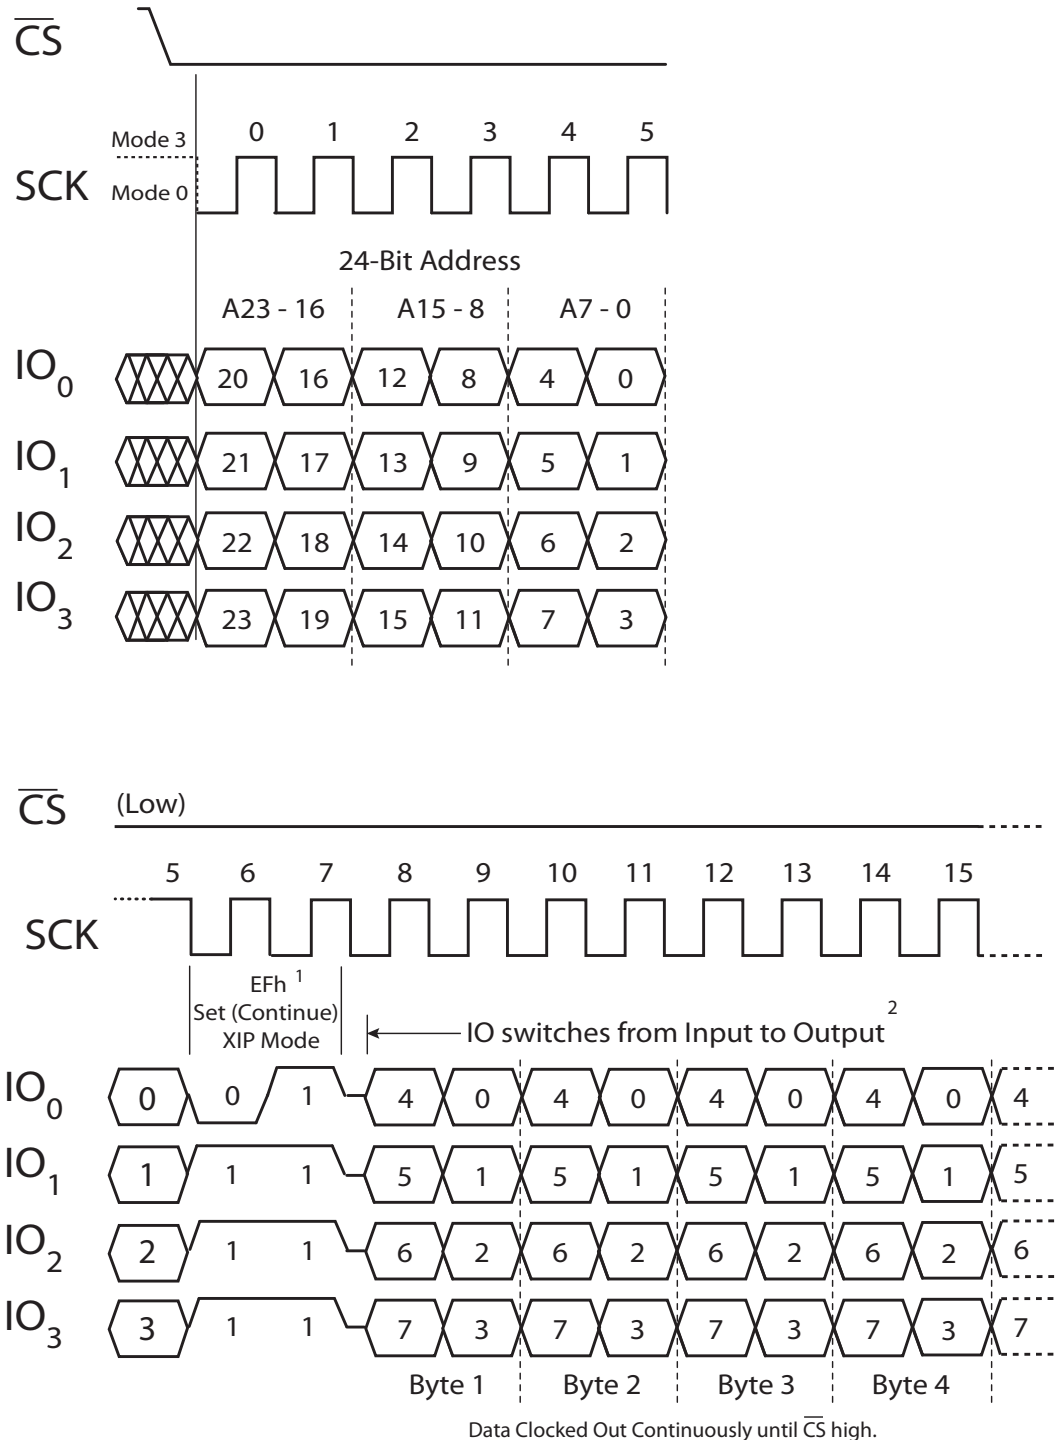 CS
Mode 3 0 1 2 3 4 5
SCK Mode 0
24-Bit Address
A23 - 16 A15 - 8 A7 - 0
IO0 20 16 12 8 4 0
IO1 21 17 13 9 5 1
IO2 22 18 14 10 6 2
IO3 23 19 15 11 7 3
CS (Low)
5 6 7 8 9 10 11 12 13 14 15
SCK
EFh 1
Set (Continue)
XIP Mode
IO switches from Input to Output 2
IO0 0 0 1 4 0 4 0 4 0 4 0 4
IO1 1 1 1 5 1 5 1 5 1 5 1 5
IO2 2 1 1 6 2 6 2 6 2 6 2 6
IO3 3 1 1 7 3 7 3 7 3 7 3 7
Byte 1 Byte 2 Byte 3 Byte 4
Data Clocked Out Continuously until CS high.